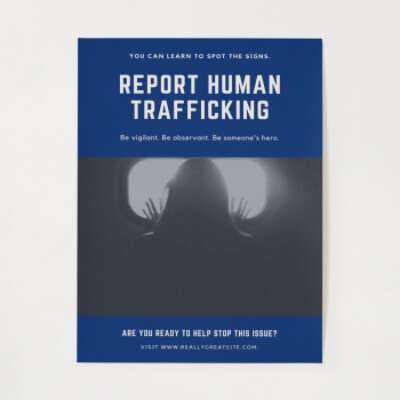 YOU CAN LEARN TO SPOT THE SIGNS.
REPORT HUMAN
TRAFFICKING
Be vigilant. Be observant. Be someone's hero.
ARE YOU READY TO HELP STOP THIS ISSUE?
VISIT WWW.REALLYGREATSITE.COM